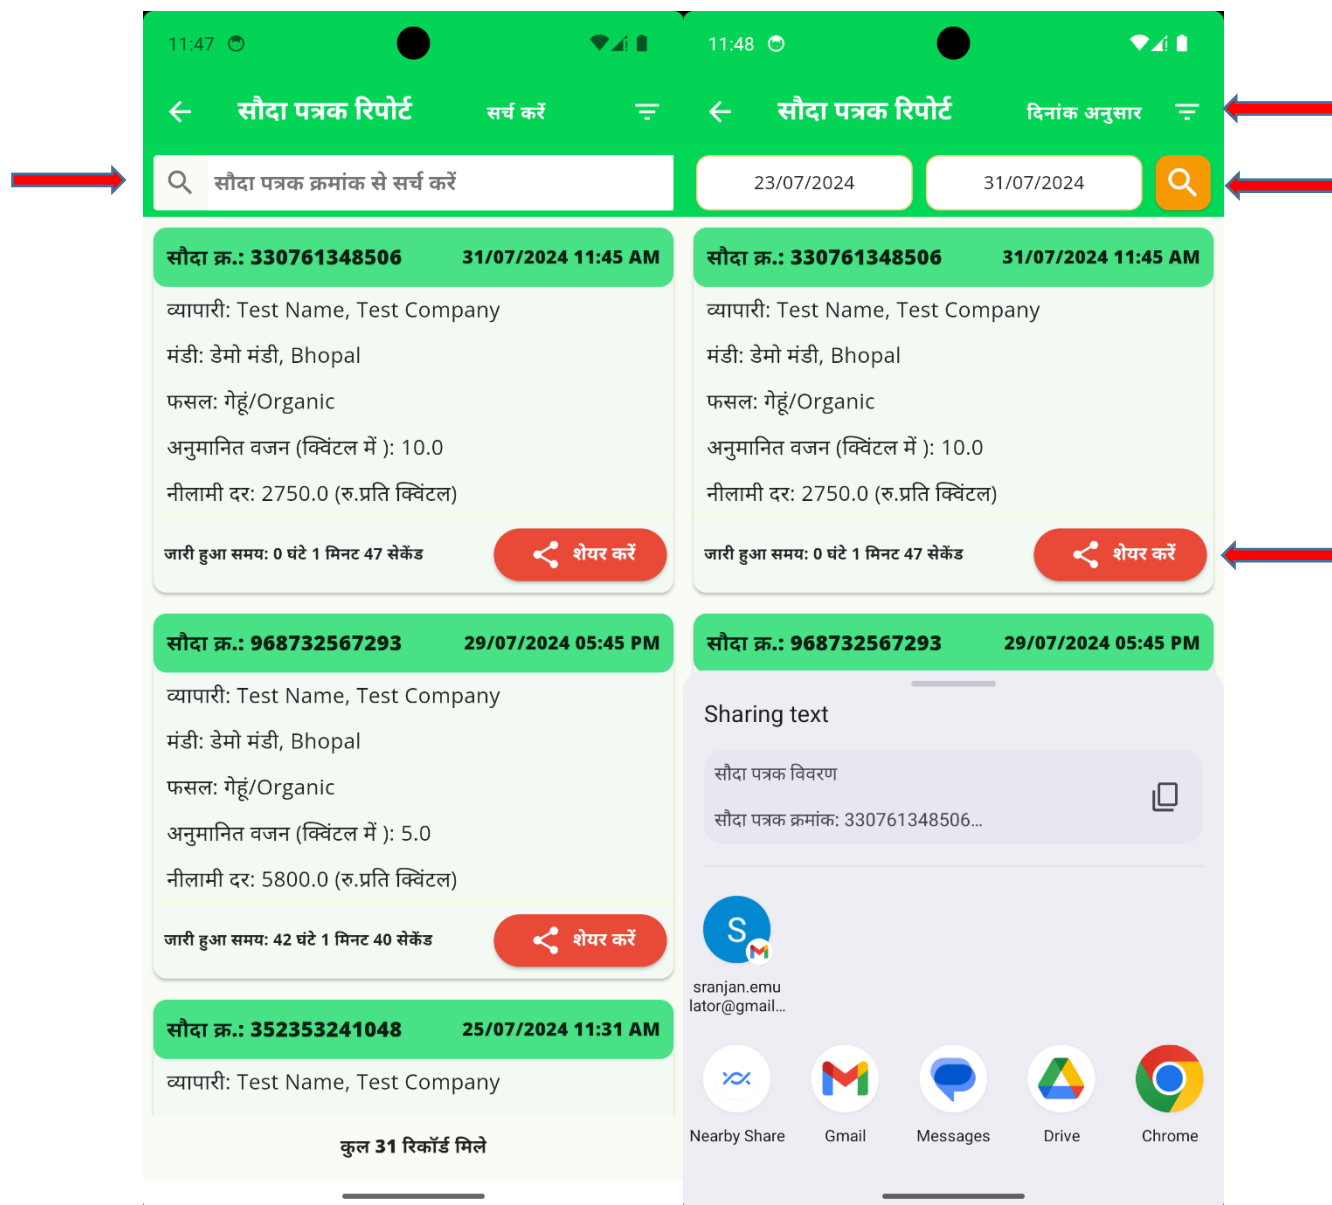 11:47
सौदा पत्रक रिपोर्ट सर्च करें
सौदा पत्रक क्रमांक से सर्च करें
सौदा क्र.: 330761348506 31/07/2024 11:45 AM
व्यापारी: Test Name, Test Company
मंडी: डेमो मंडी, Bhopal
फसल: गेहूं/Organic
अनुमानित वजन (क्विंटल में ): 10.0
नीलामी दर: 2750.0 (रु.प्रति क्विंटल)
जारी हुआ समय: 0 घंटे 1 मिनट 47 सेकेंड शेयर करें
सौदा क्र.: 968732567293 29/07/2024 05:45 PM
व्यापारी: Test Name, Test Company
मंडी: डेमो मंडी, Bhopal
फसल: गेहूं/Organic
अनुमानित वजन (क्विंटल में ): 5.0
नीलामी दर: 5800.0 (रु.प्रति क्विंटल)
जारी हुआ समय: 42 घंटे 1 मिनट 40 सेकेंड शेयर करें
सौदा क्र.: 352353241048 25/07/2024 11:31 AM
व्यापारी: Test Name, Test Company
कुल 31 रिकॉर्ड मिले
11:48
सौदा पत्रक रिपोर्ट दिनांक अनुसार
23/07/2024 31/07/2024
सौदा क्र.: 330761348506 31/07/2024 11:45 AM
व्यापारी: Test Name, Test Company
मंडी: डेमो मंडी, Bhopal
फसल: गेहूं/Organic
अनुमानित वजन (क्विंटल में ): 10.0
नीलामी दर: 2750.0 (रु.प्रति क्विंटल)
जारी हुआ समय: 0 घंटे 1 मिनट 47 सेकेंड शेयर करें
सौदा क्र.: 968732567293 29/07/2024 05:45 PM
Sharing text
सौदा पत्रक विवरण
सौदा पत्रक क्रमांक: 330761348506...
S
sranjan.emu
lator@gmail...
Nearby Share Gmail Messages Drive Chrome